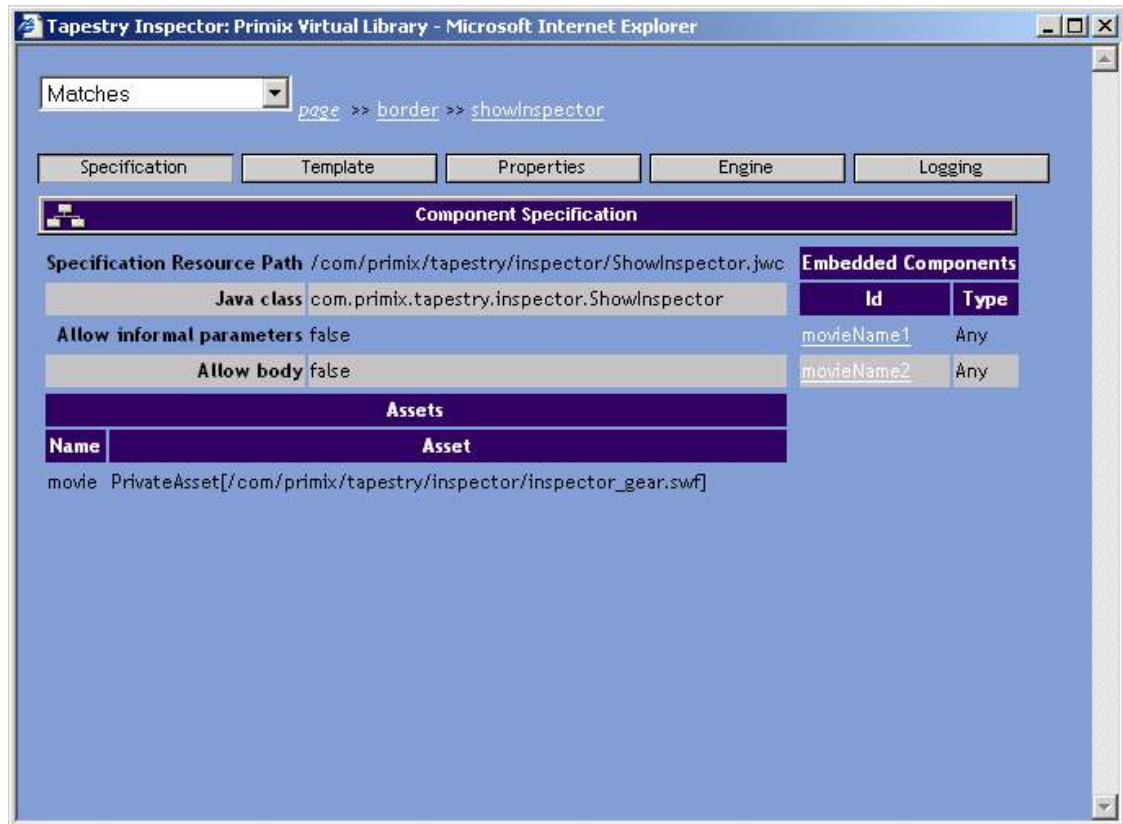 Tapestry Inspector: Primix Virtual Library - Microsoft Internet Explorer
Matches
page >> border >> showInspector
Specification Template Properties Engine Logging
Component Specification
Specification Resource Path /com/primix/tapestry/inspector/ShowInspector.jwc Embedded Components
Java class com.primix.tapestry.inspector.ShowInspector Id Type
Allow informal parameters false movieName1 Any
Allow body false movieName2 Any
Assets
Name Asset
movie PrivateAsset[/com/primix/tapestry/inspector/inspector_gear.swf]